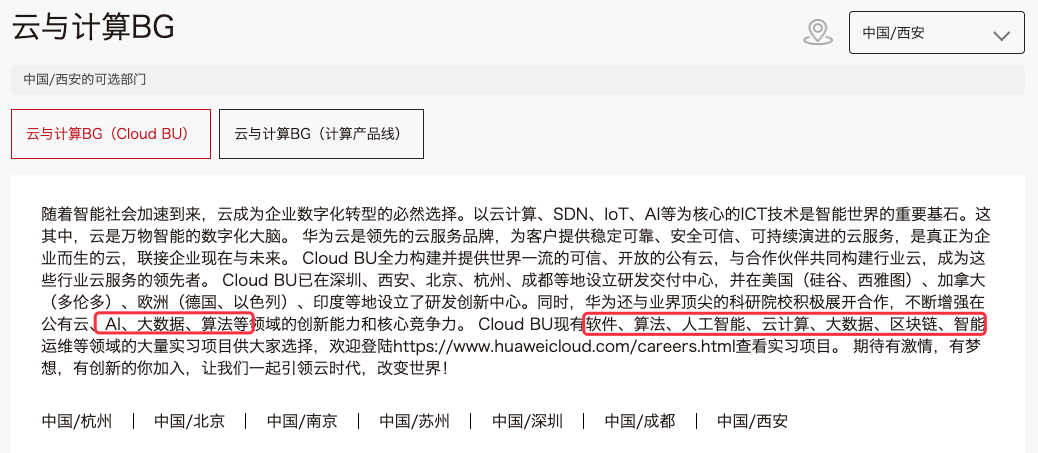 云与计算BG
中国/西安
中国/西安的可选部门
云与计算BG（Cloud BU）
云与计算BG（计算产品线）
随着智能社会加速到来，云成为企业数字化转型的必然选择。以云计算、SDN、IoT、AI等为核心的ICT技术是智能世界的重要基石。这
其中，云是万物智能的数字化大脑。 华为云是领先的云服务品牌，为客户提供稳定可靠、安全可信、可持续演进的云服务，是真正为企
业而生的云，联接企业现在与未来。 Cloud BU全力构建并提供世界一流的可信、开放的公有云，与合作伙伴共同构建行业云，成为这
些行业云服务的领先者。 Cloud BU已在深圳、西安、北京、杭州、成都等地设立研发交付中心，并在美国（硅谷、西雅图）、加拿大
（多伦多）、欧洲（德国、以色列）、印度等地设立了研发创新中心。同时，华为还与业界顶尖的科研院校积极展开合作，不断增强在
公有云、AI、大数据、算法等领域的创新能力和核心竞争力。 Cloud BU现有软件、算法、人工智能、云计算、大数据、区块链、智能
运维等领域的大量实习项目供大家选择，欢迎登陆https://www.huaweicloud.com/careers.html查看实习项目。 期待有激情，有梦
想，有创新的你加入，让我们一起引领云时代，改变世界！
中国/杭州 | 中国/北京 | 中国/南京 | 中国/苏州 | 中国/深圳 | 中国/成都 | 中国/西安